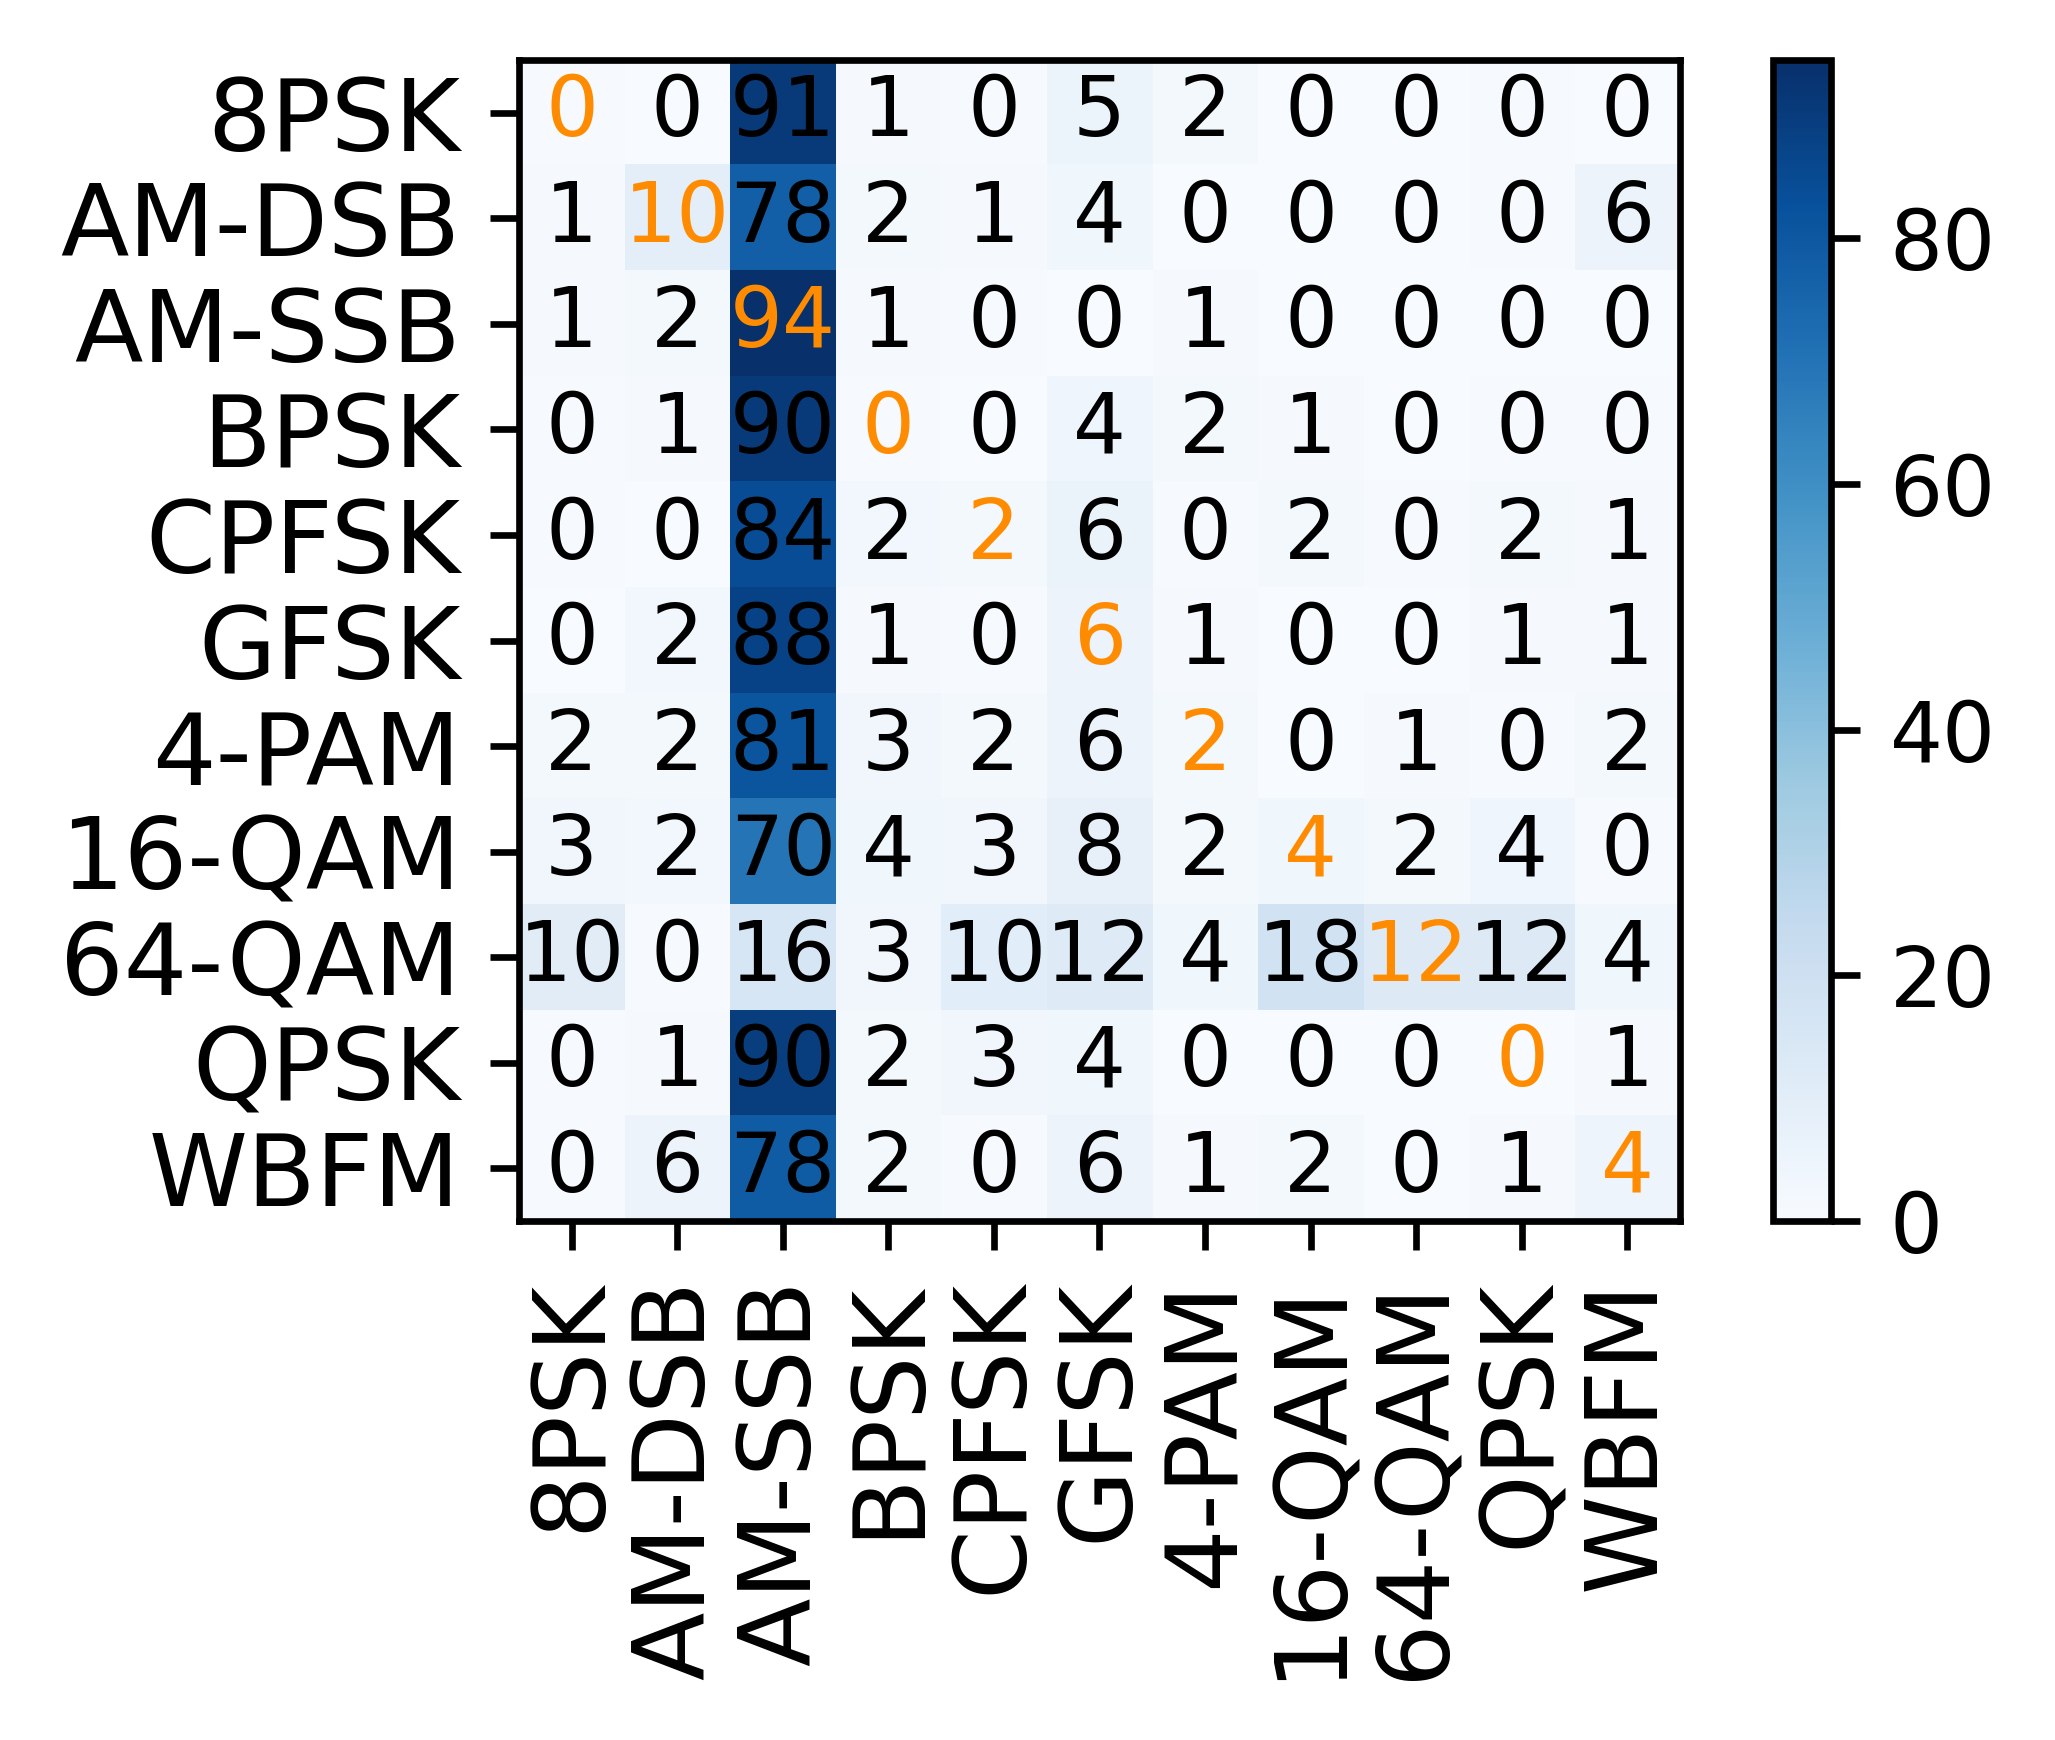 8PSK 0 0 91 1 0 5 2 0 0 0 0
AM-DSB 1 10 78 2 1 4 0 0 0 0 6
AM-SSB 1 2 94 1 0 0 1 0 0 0 0
BPSK 0 1 90 0 0 4 2 1 0 0 0
CPFSK 0 0 84 2 2 6 0 2 0 2 1
GFSK 0 2 88 1 0 6 1 0 0 1 1
4-PAM 2 2 81 3 2 6 2 0 1 0 2
16-QAM 3 2 70 4 3 8 2 4 2 4 0
64-QAM 10 0 16 3 10 12 4 18 12 12 4
QPSK 0 1 90 2 3 4 0 0 0 0 1
WBFM 0 6 78 2 0 6 1 2 0 1 4
8PSK
AM-DSB
AM-SSB
BPSK
CPFSK
GFSK
4-PAM
16-QAM
64-QAM
QPSK
WBFM
80
60
40
20
0